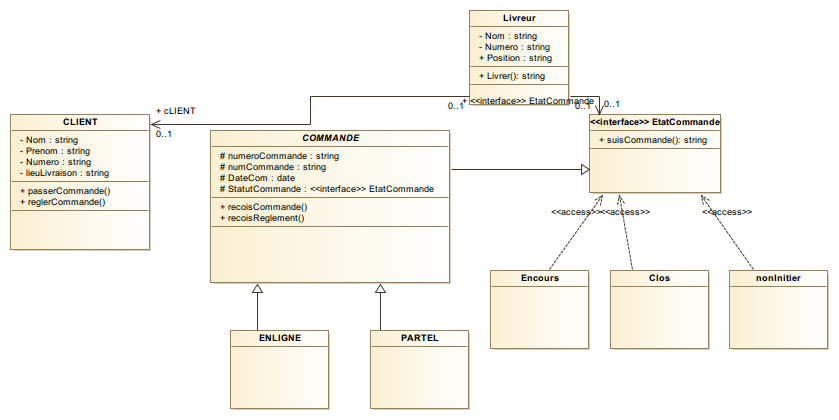 Livreur
- Nom : string
- Numero : string
+ Position : string
+ Livrer(): string
0..1
+ <<interface>> EtatCommande
0..1
0..1
+ cLIENT
0..1
CLIENT
- Nom : string
- Prenom : string
- Numero : string
- lieuLivraison : string
+ passerCommande()
+ reglerCommande()
COMMANDE
# numeroCommande : string
# numCommande : string
# DateCom : date
# StatutCommande : <<interface>> EtatCommande
+ recoisCommande()
+ recoisReglement()
<<interface>> EtatCommande
+ suisCommande(): string
<<access>>
<<access>>
<<access>>
Encours
Clos
nonInitier
ENLIGNE
PARTEL